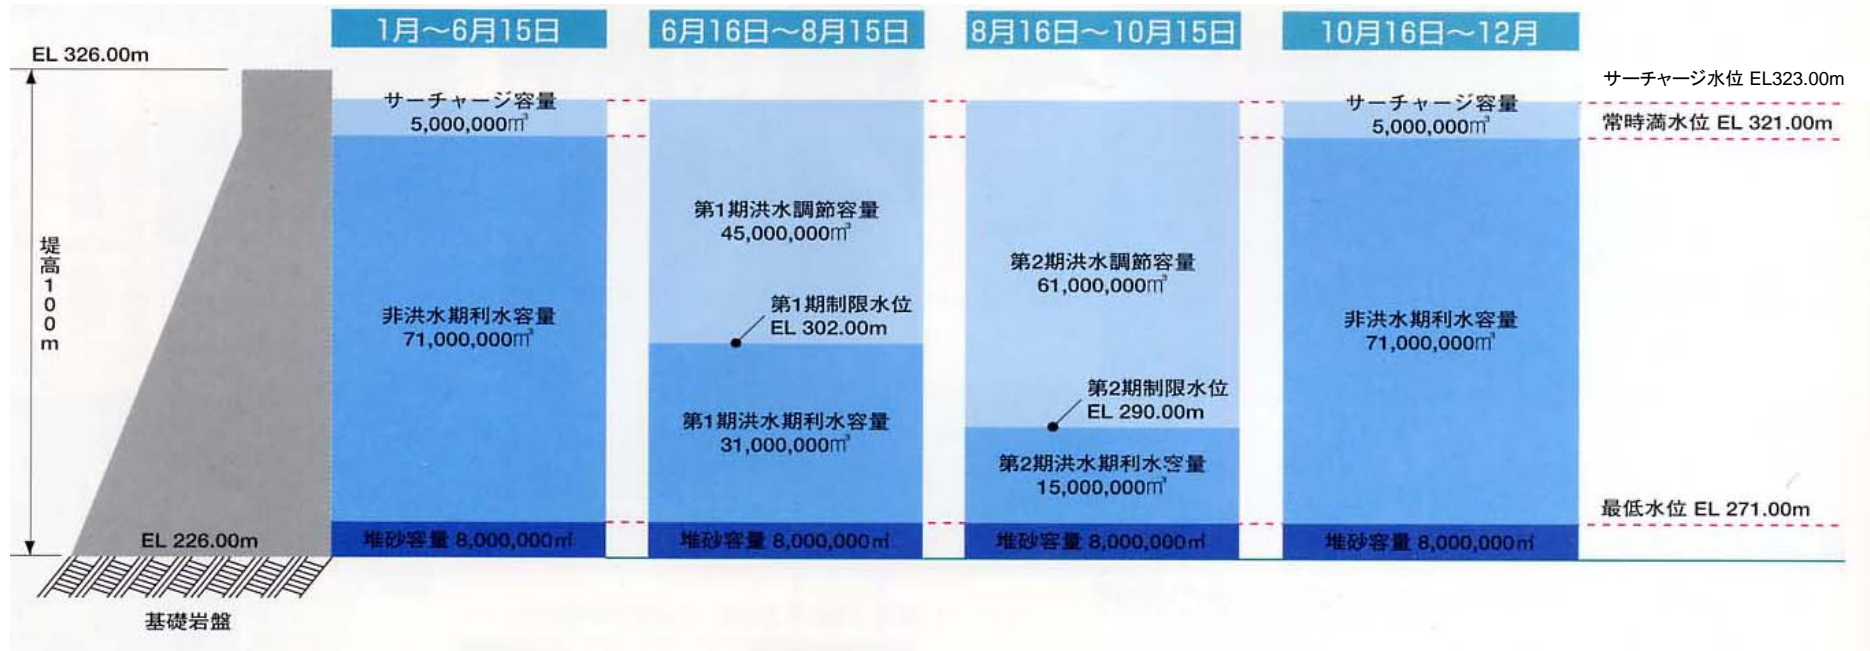 1月～6月15日
6月16日～8月15日
8月16日～10月15日
10月16日～12月
EL 326.00m
サーチャージ水位 EL323.00m
サーチャージ容量
5,000,000㎥
サーチャージ容量
5,000,000㎥
常時満水位 EL 321.00m
堤高100m
第1期洪水調節容量
45,000,000㎥
第2期洪水調節容量
61,000,000㎥
非洪水期利水容量
71,000,000㎥
第1期制限水位
EL 302.00m
非洪水期利水容量
71,000,000㎥
第2期制限水位
EL 290.00m
第1期洪水期利水容量
31,000,000㎥
第2期洪水期利水容量
15,000,000㎥
最低水位 EL 271.00m
EL 226.00m
堆砂容量 8,000,000㎥
堆砂容量 8,000,000㎥
堆砂容量 8,000,000㎥
堆砂容量 8,000,000㎥
基礎岩盤